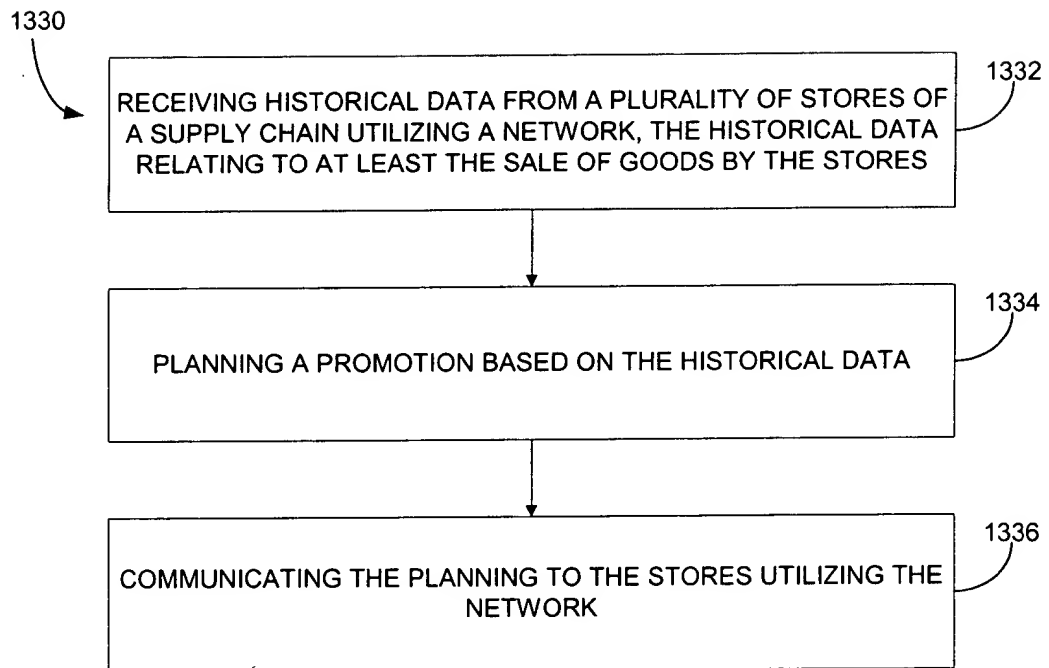 1330
1332
RECEIVING HISTORICAL DATA FROM A PLURALITY OF STORES OF
A SUPPLY CHAIN UTILIZING A NETWORK, THE HISTORICAL DATA
RELATING TO AT LEAST THE SALE OF GOODS BY THE STORES
1334
PLANNING A PROMOTION BASED ON THE HISTORICAL DATA
1336
COMMUNICATING THE PLANNING TO THE STORES UTILIZING THE
NETWORK